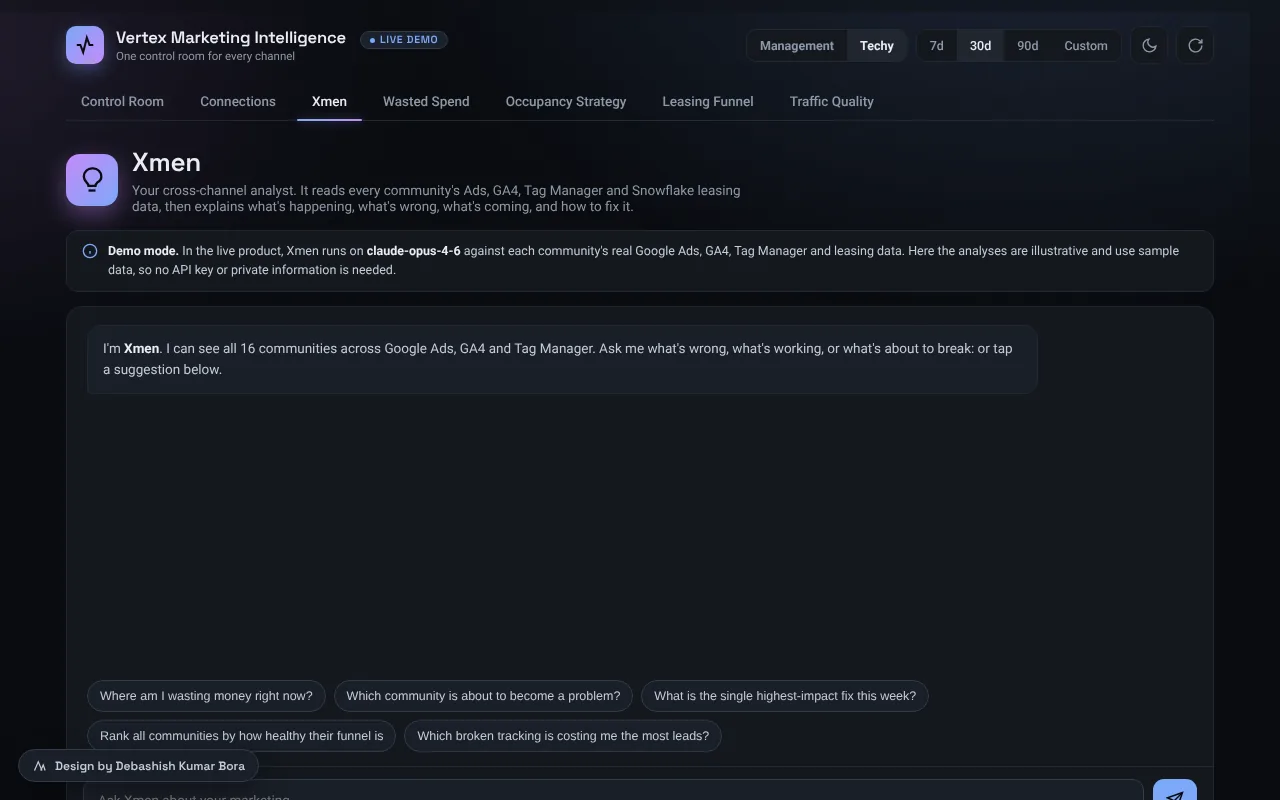 Vertex Marketing Intelligence
LIVE DEMO
One control room for every channel
Management
Techy
7d
30d
90d
Custom
Control Room
Connections
Xmen
Wasted Spend
Occupancy Strategy
Leasing Funnel
Traffic Quality
Xmen
Your cross-channel analyst. It reads every community's Ads, GA4, Tag Manager and Snowflake leasing
data, then explains what's happening, what's wrong, what's coming, and how to fix it.
Demo mode. In the live product, Xmen runs on claude-opus-4-6 against each community's real Google Ads, GA4, Tag Manager and leasing data. Here the analyses are illustrative and use sample
data, so no API key or private information is needed.
I'm Xmen. I can see all 16 communities across Google Ads, GA4 and Tag Manager. Ask me what's wrong, what's working, or what's about to break: or tap
a suggestion below.
Where am I wasting money right now?
Which community is about to become a problem?
What is the single highest-impact fix this week?
Rank all communities by how healthy their funnel is
Which broken tracking is costing me the most leads?
Design by Debashish Kumar Bora
Ask Xmen about your marketing